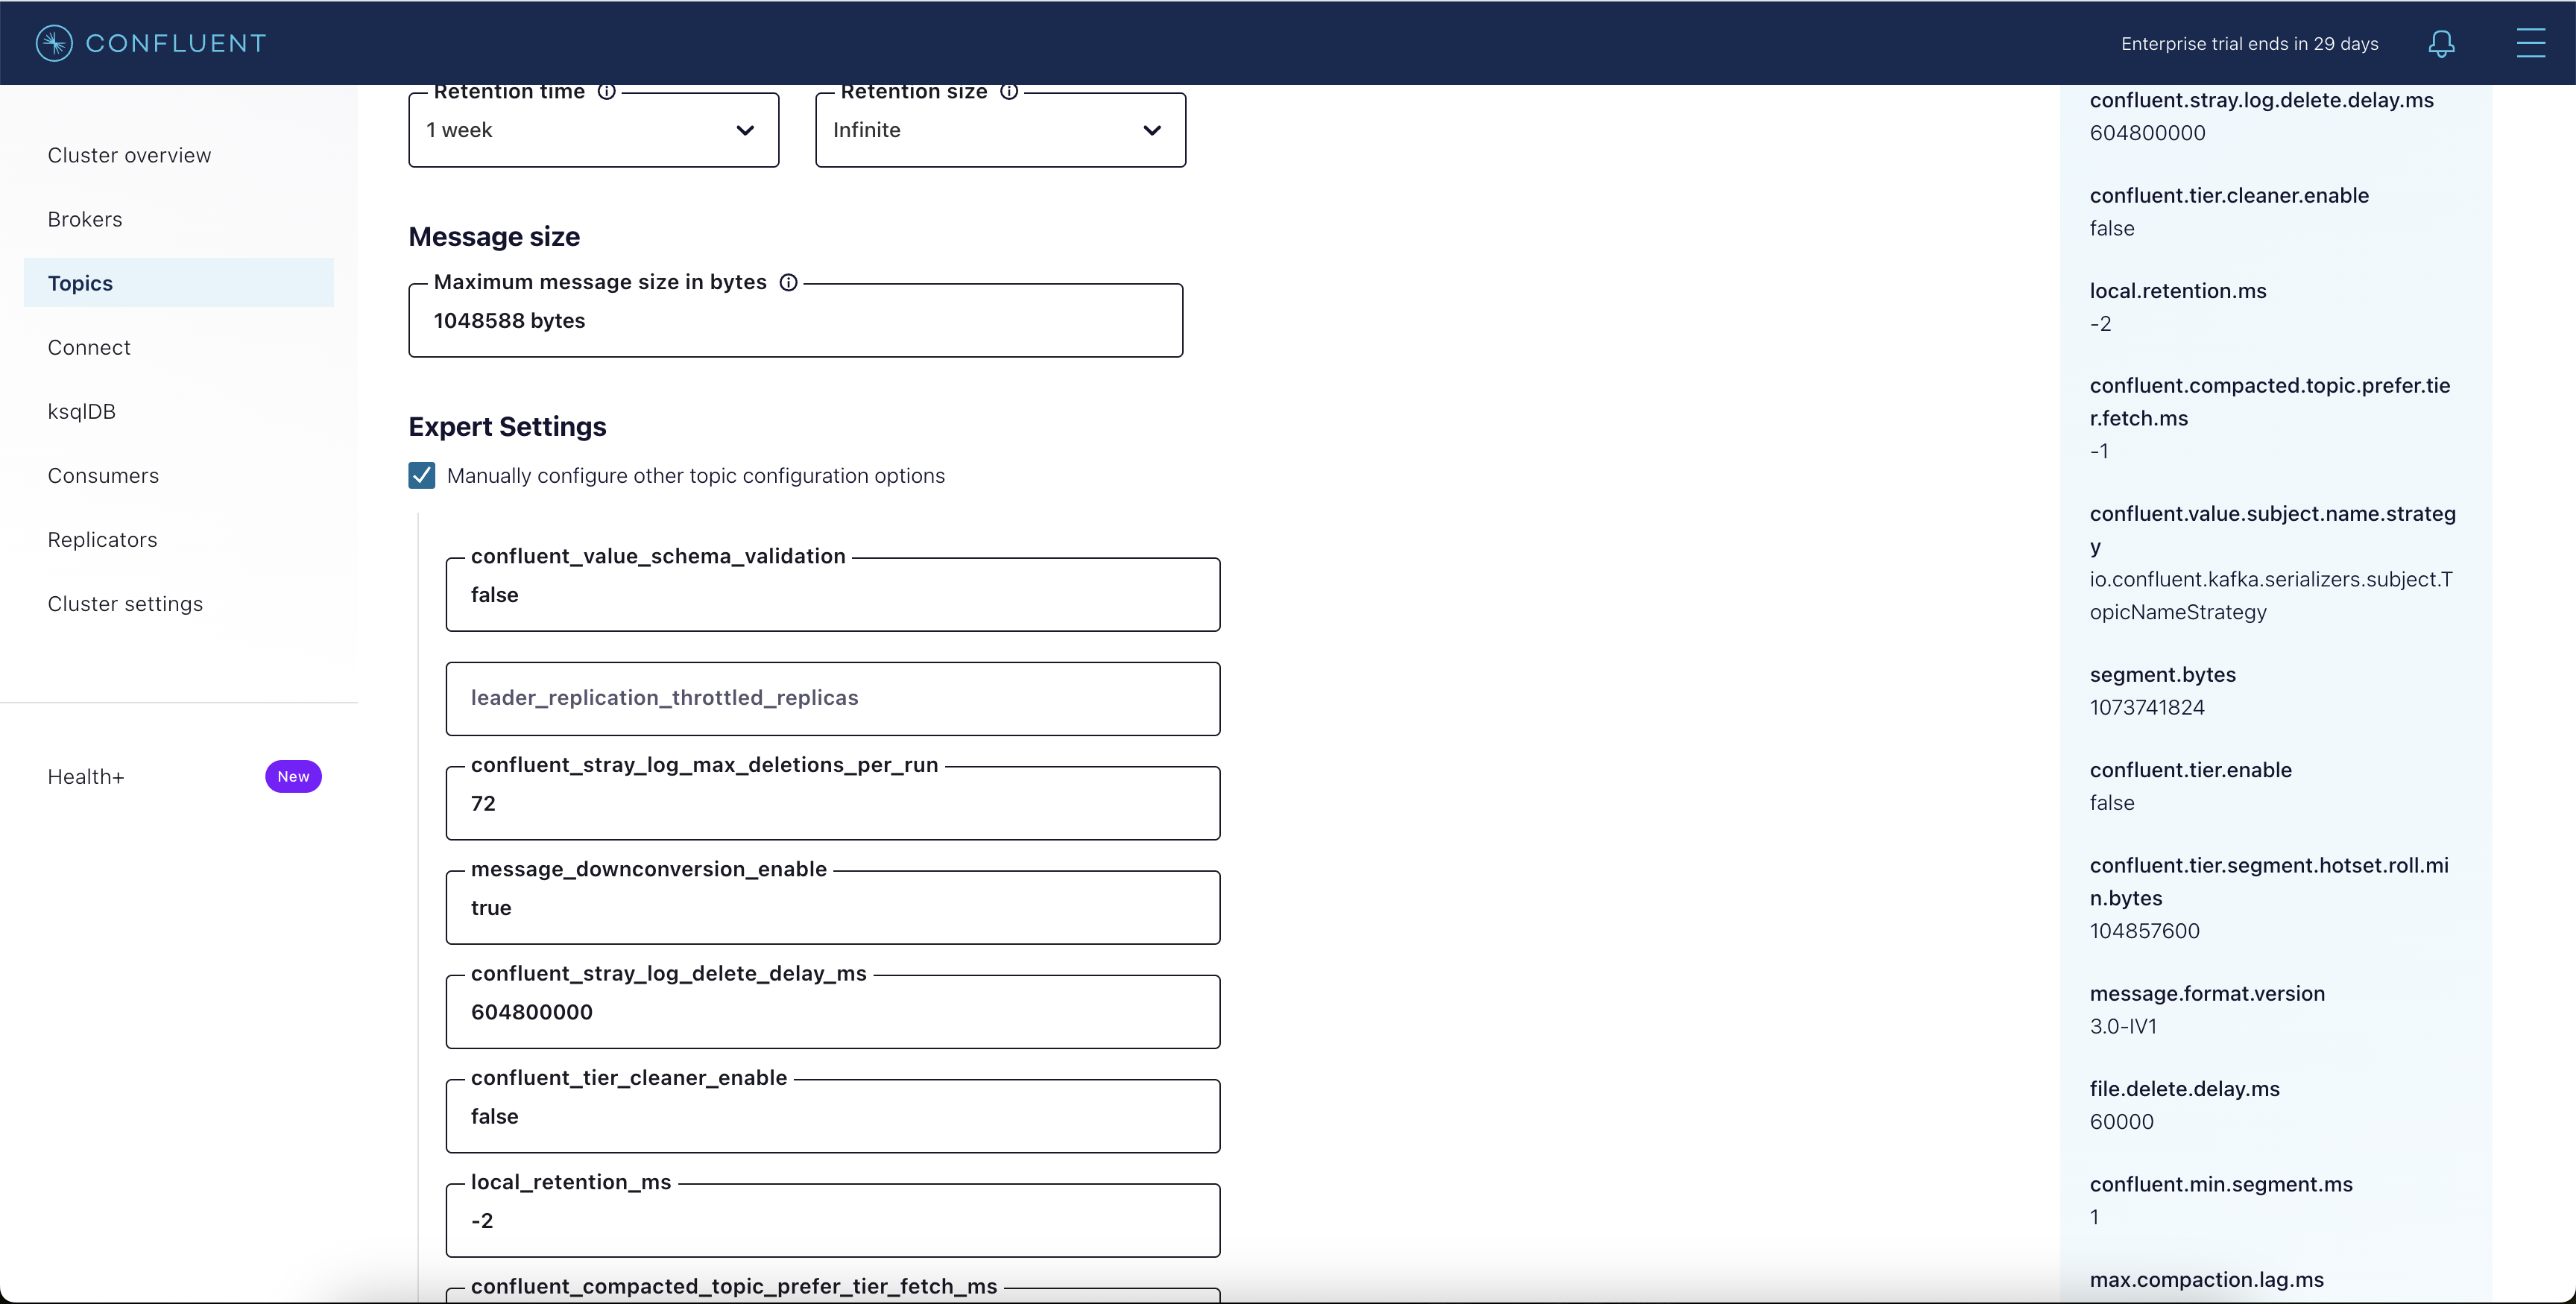 CONFLUENT
Enterprise trial ends in 29 days
Cluster overview
Brokers
Topics
Connect
ksqlDB
Consumers
Replicators
Cluster settings
Health+
New
Retention time
1 week
Retention size
Infinite
Message size
Maximum message size in bytes
1048588 bytes
Expert Settings
Manually configure other topic configuration options
confluent_value_schema_validation
false
leader_replication_throttled_replicas
confluent_stray_log_max_deletions_per_run
72
message_downconversion_enable
true
confluent_stray_log_delete_delay_ms
604800000
confluent_tier_cleaner_enable
false
local_retention_ms
-2
confluent_compacted_topic_prefer_tier_fetch_ms
confluent.stray.log.delete.delay.ms
604800000
confluent.tier.cleaner.enable
false
local.retention.ms
-2
confluent.compacted.topic.prefer.tie
r.fetch.ms
-1
confluent.value.subject.name.strateg
y
io.confluent.kafka.serializers.subject.T
opicNameStrategy
segment.bytes
1073741824
confluent.tier.enable
false
confluent.tier.segment.hotset.roll.mi
n.bytes
104857600
message.format.version
3.0-IV1
file.delete.delay.ms
60000
confluent.min.segment.ms
1
max.compaction.lag.ms